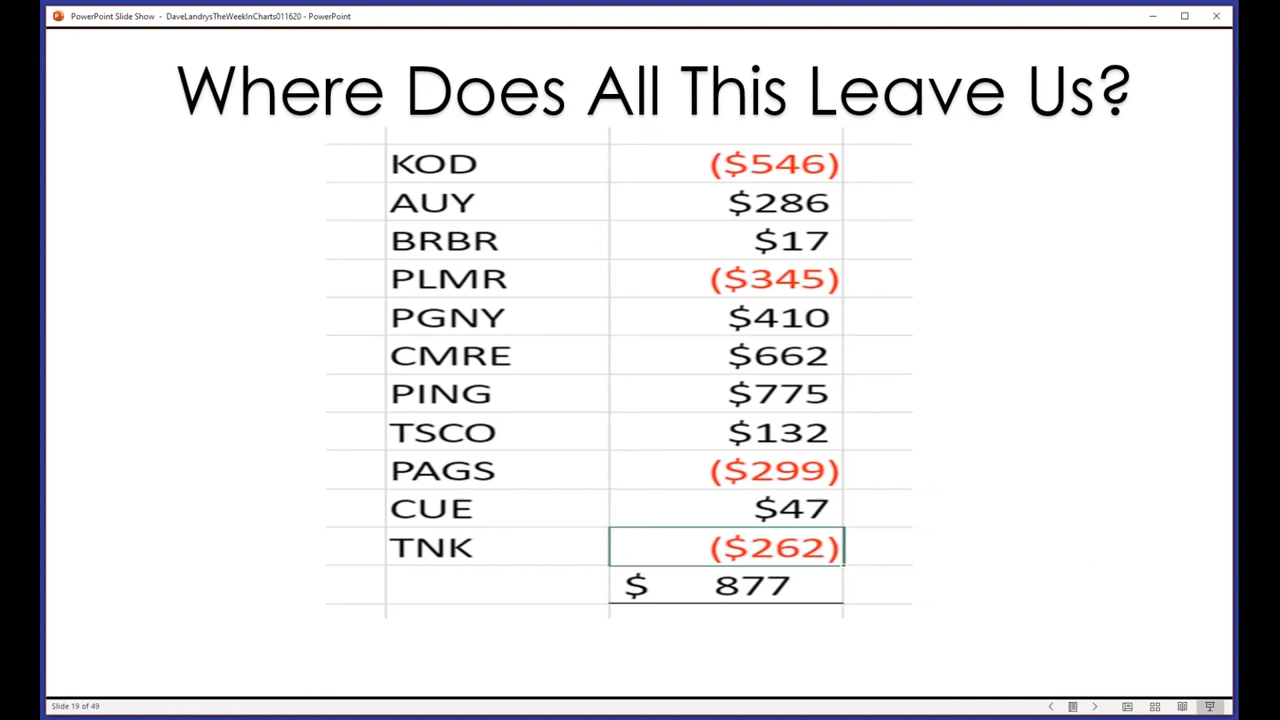 PowerPoint Slide Show - DaveLandrysTheWeekInCharts011620 - PowerPoint
Where Does All This Leave Us?
KOD ($546)
AUY $286
BRBR $17
PLMR ($345)
PGNY $410
CMRE $662
PING $775
TSCO $132
PAGS ($299)
CUE $47
TNK ($262)
$ 877
Slide 19 of 49